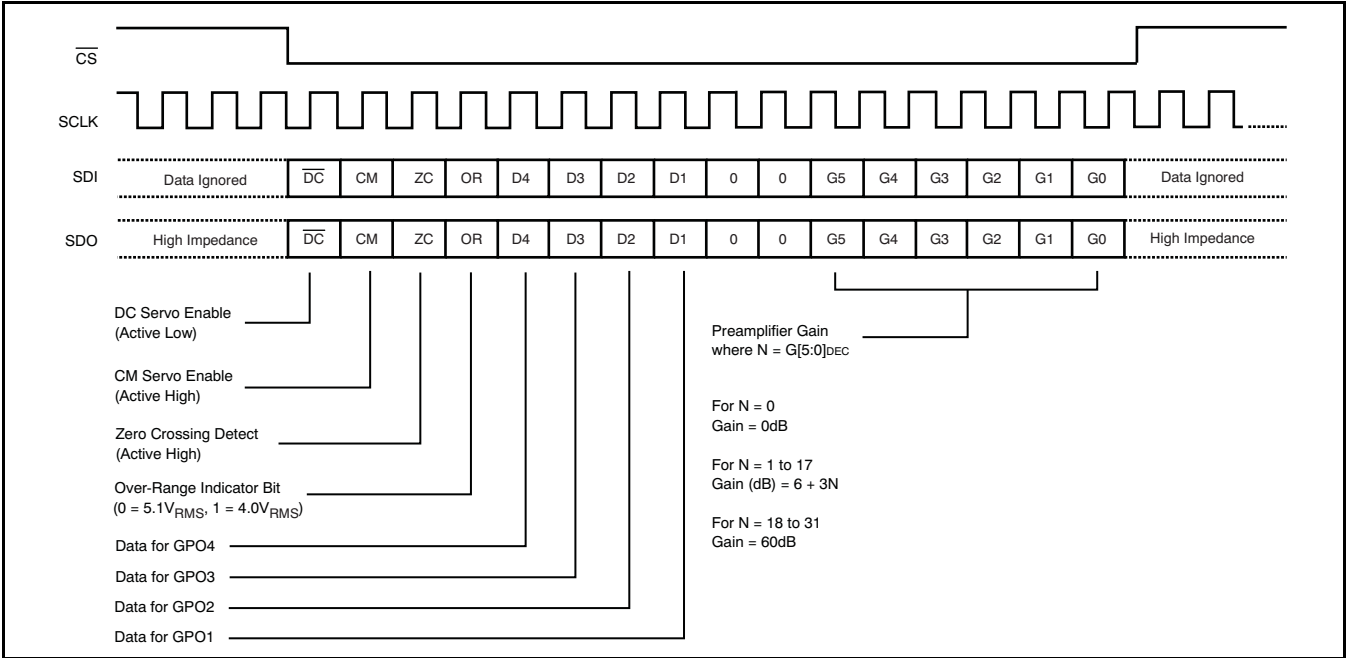 CS
SCLK
SDI Data Ignored DC CM ZC OR D4 D3 D2 D1 0 0 G5 G4 G3 G2 G1 G0 Data Ignored
SDO High Impedance DC CM ZC OR D4 D3 D2 D1 0 0 G5 G4 G3 G2 G1 G0 High Impedance
DC Servo Enable
(Active Low)
CM Servo Enable
(Active High)
Zero Crossing Detect
(Active High)
Over-Range Indicator Bit
(0 = 5.1VRMS, 1 = 4.0VRMS)
Data for GPO4
Data for GPO3
Data for GPO2
Data for GPO1
Preamplifier Gain
where N = G[5:0]DEC
For N = 0
Gain = 0dB
For N = 1 to 17
Gain (dB) = 6 + 3N
For N = 18 to 31
Gain = 60dB